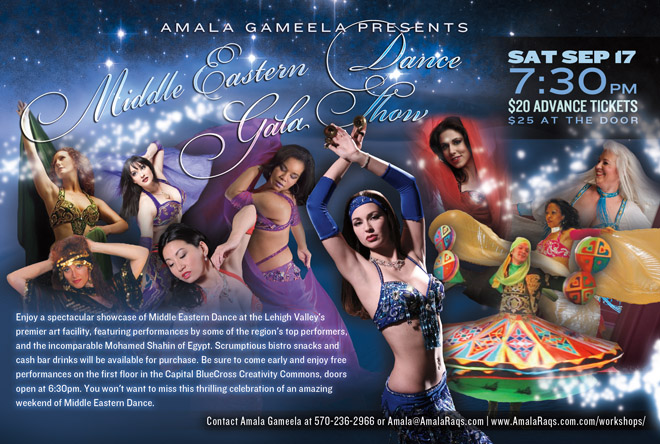 AMALA GAMEELA PRESENTS
Middle Eastern Dance
Gala Show
SAT SEP 17
7:30 PM
$20 ADVANCE TICKETS
$25 AT THE DOOR
Enjoy a spectacular showcase of Middle Eastern Dance at the Lehigh Valley's
premier art facility, featuring performances by some of the region's top performers,
and the incomparable Mohamed Shahin of Egypt. Scrumptious bistro snacks and
cash bar drinks will be available for purchase. Be sure to come early and enjoy free
performances on the first floor in the Capital BlueCross Creativity Commons, doors
open at 6:30pm. You won't want to miss this thrilling celebration of an amazing
weekend of Middle Eastern Dance.
Contact Amala Gameela at 570-236-2966 or Amala@AmalaRaqs.com | www.AmalaRaqs.com.com/workshops/